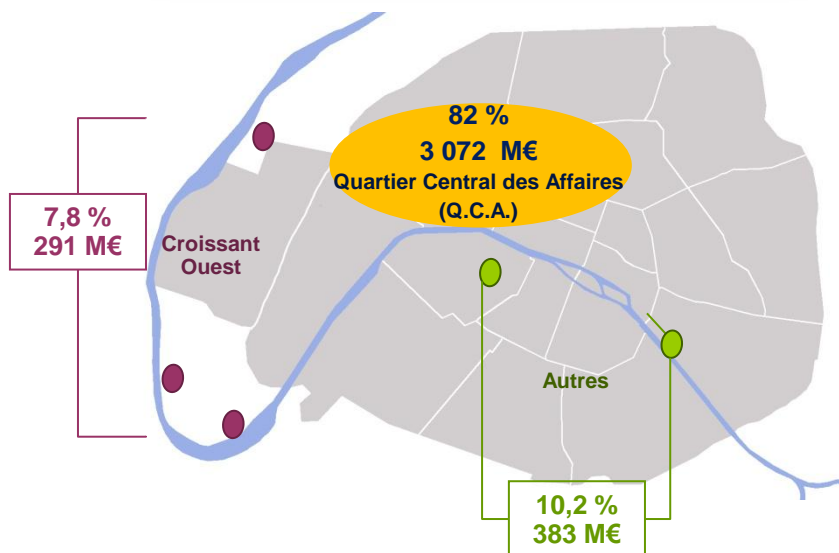 82 %
3 072 M€
Quartier Central des Affaires
(Q.C.A.)
7,8 %
291 M€
Croissant
Ouest
Autres
10,2 %
383 M€